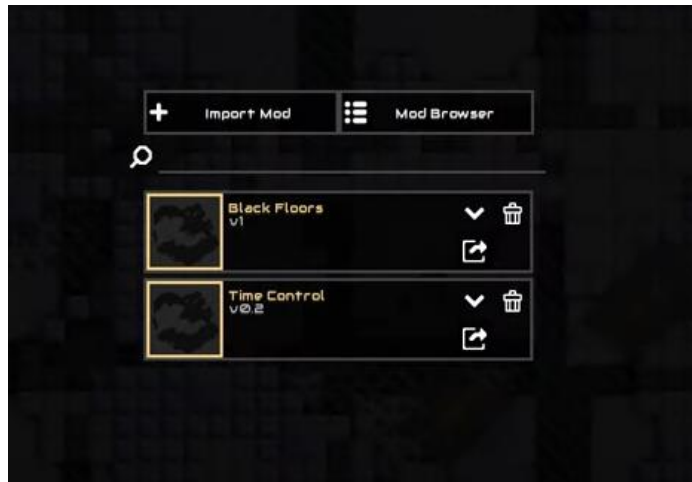 Import Mod
Mod Browser
Black Floors
v1
Time Control
v0.2